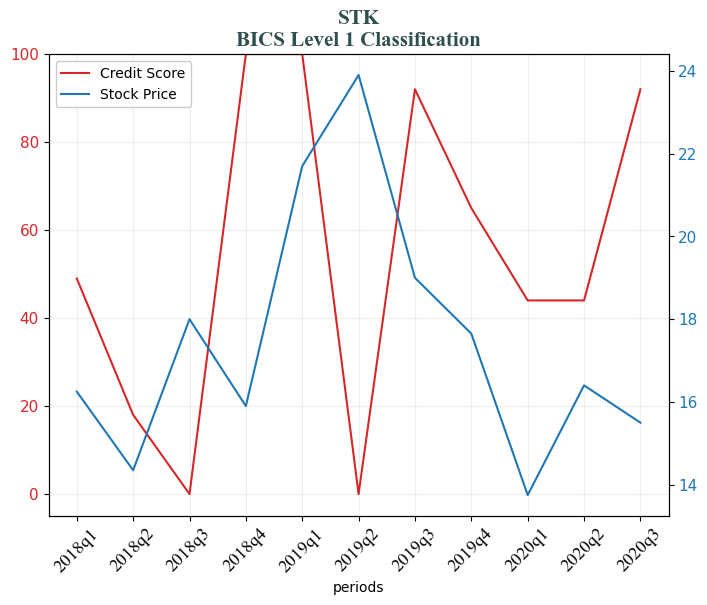 STK
BICS Level 1 Classification
Credit Score
Stock Price
100
80
60
40
20
0
24
22
20
18
16
14
2018q1
2018q2
2018q3
2018q4
2019q1
2019q2
2019q3
2019q4
2020q1
2020q2
2020q3
periods